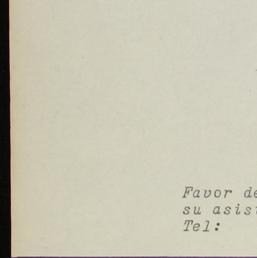 Favor de
su asis
Tel: